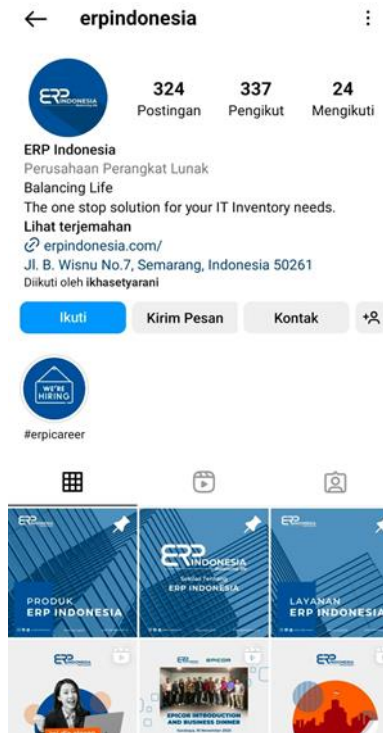 erpindonesia
ERP INDONESIA
324 337 24
Postingan Pengikut Mengikuti
ERP Indonesia
Perusahaan Perangkat Lunak
Balancing Life
The one stop solution for your IT Inventory needs.
Lihat terjemahan
erpindonesia.com/
Jl. B. Wisnu No.7, Semarang, Indonesia 50261
Diikuti oleh ikhasetyarani
Ikuti Kirim Pesan Kontak
WE'RE
HIRING
#erpicareer
PRODUK
ERP INDONESIA
ERP INDONESIA
Sekilas Tentang
ERP INDONESIA
LAYANAN
ERP INDONESIA
EPICOR
EPICOR INTRODUCTION
AND BUSINESS DINNER